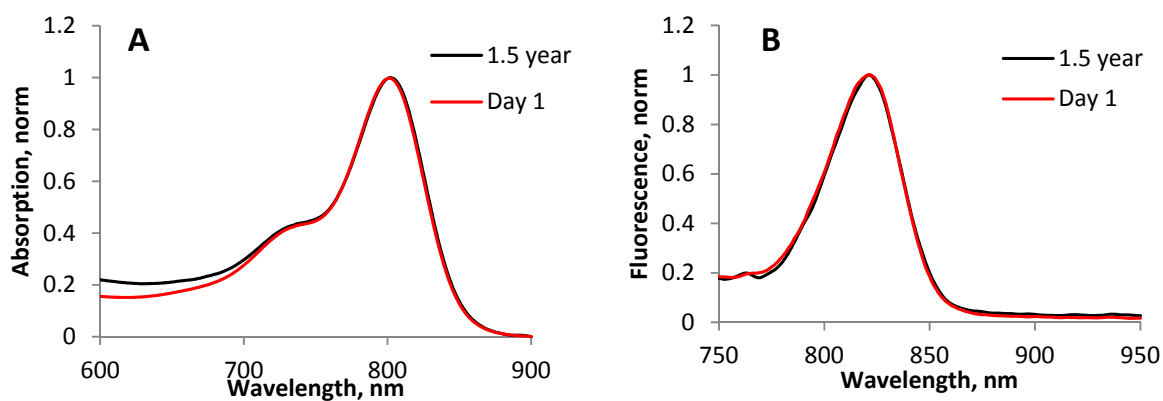 A
1.5 year
Day 1
Absorption, norm
1.2
1
0.8
0.6
0.4
0.2
0
600
700
800
900
Wavelength, nm
B
1.5 year
Day 1
Fluorescence, norm
1.2
1
0.8
0.6
0.4
0.2
0
750
800
850
900
950
Wavelength, nm